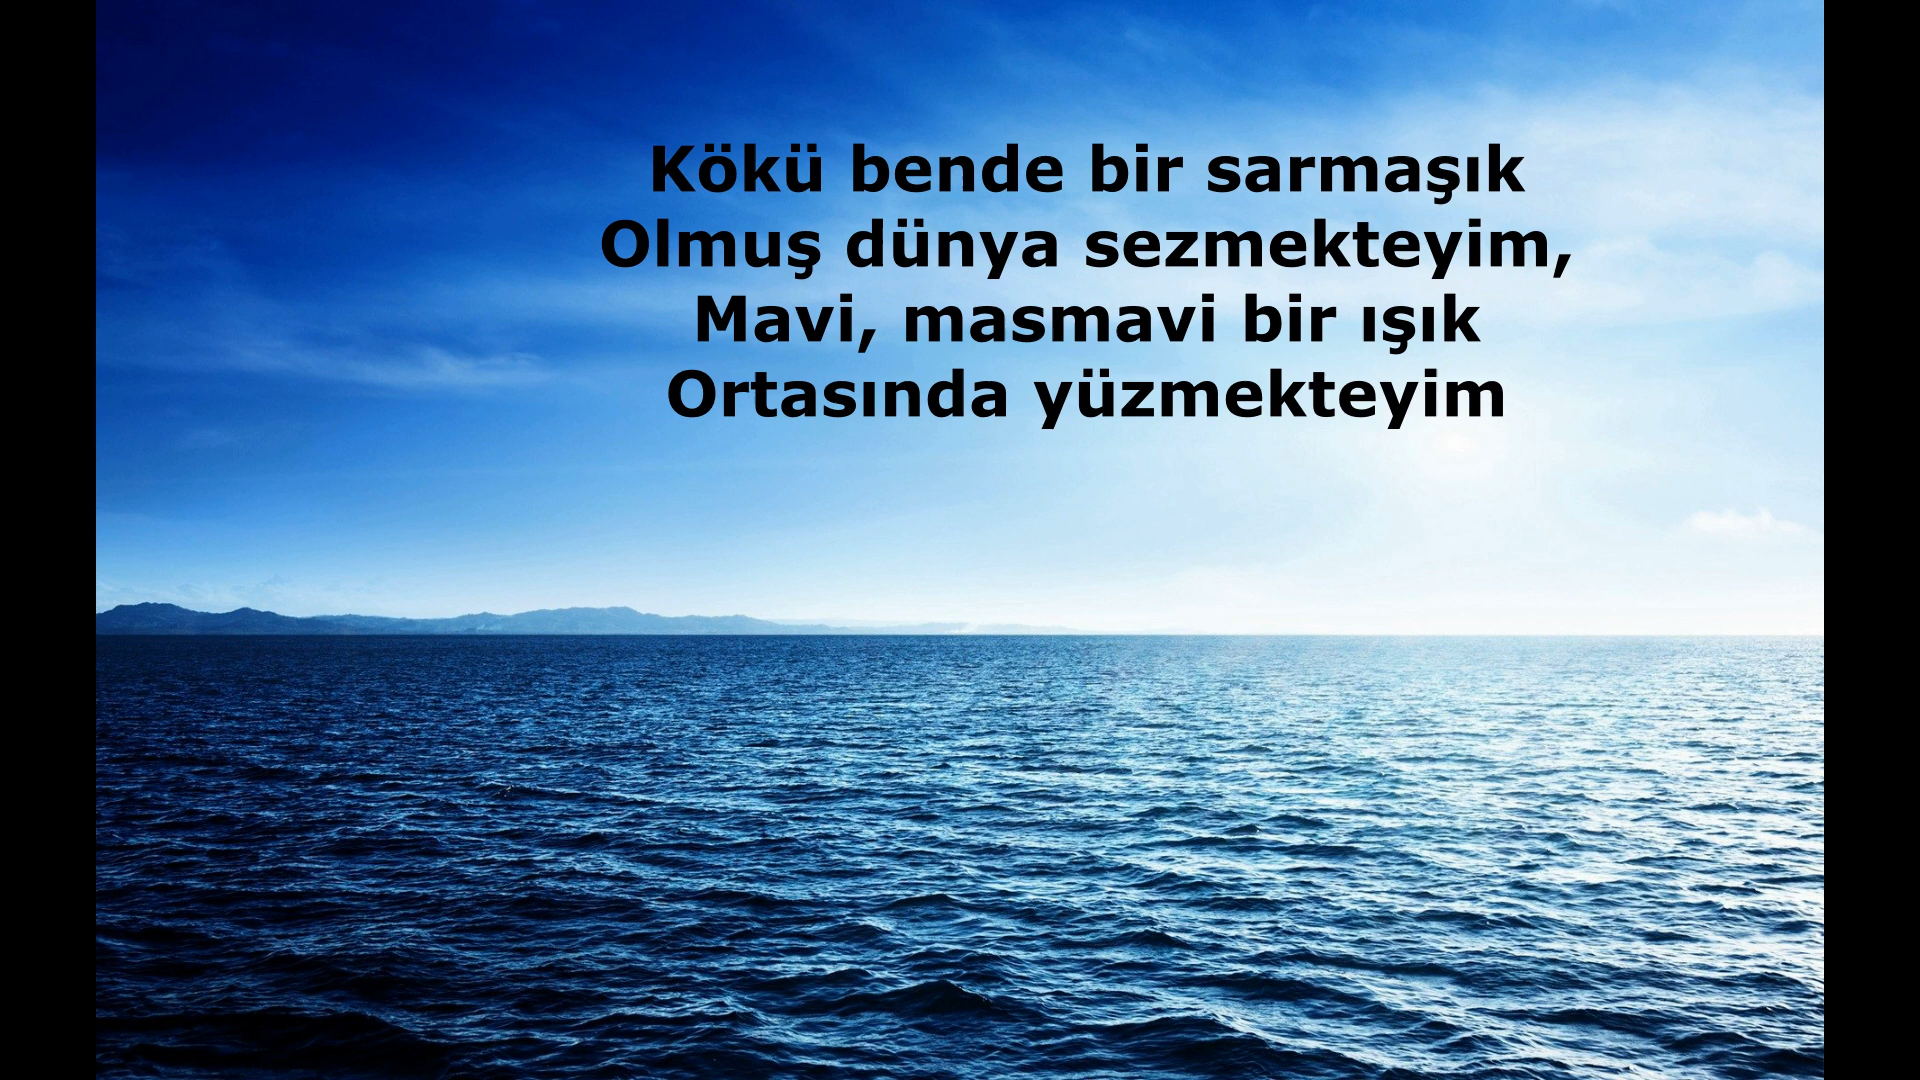 Kökü bende bir sarmaşık
Olmuş dünya sezmekteyim,
Mavi, masmavi bir ışık
Ortasında yüzmekteyim